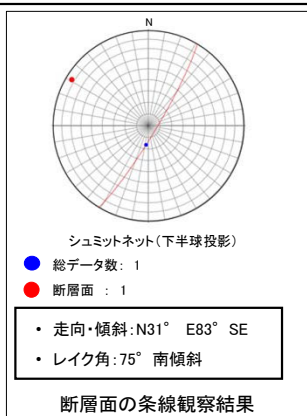 N
シュミットネット(下半球投影)
総データ数: 1
断層面 : 1
• 走向・傾斜:N31° E83° SE
• レイク角:75° 南傾斜
断層面の条線観察結果